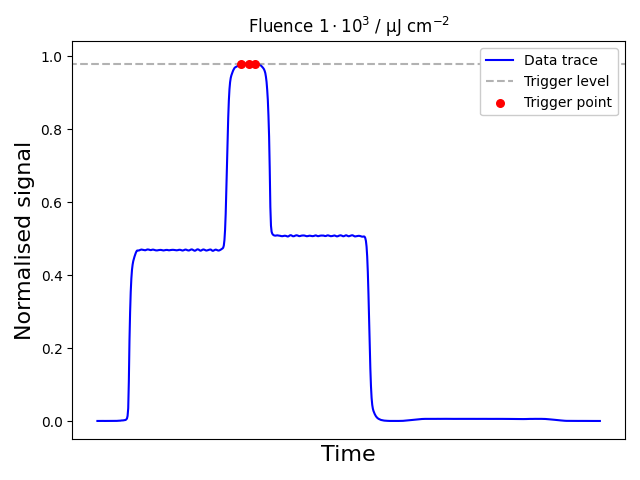 Fluence 1 · 10³ / µJ cm⁻²
Normalised signal
1.0
0.8
0.6
0.4
0.2
0.0
Data trace
Trigger level
Trigger point
Time